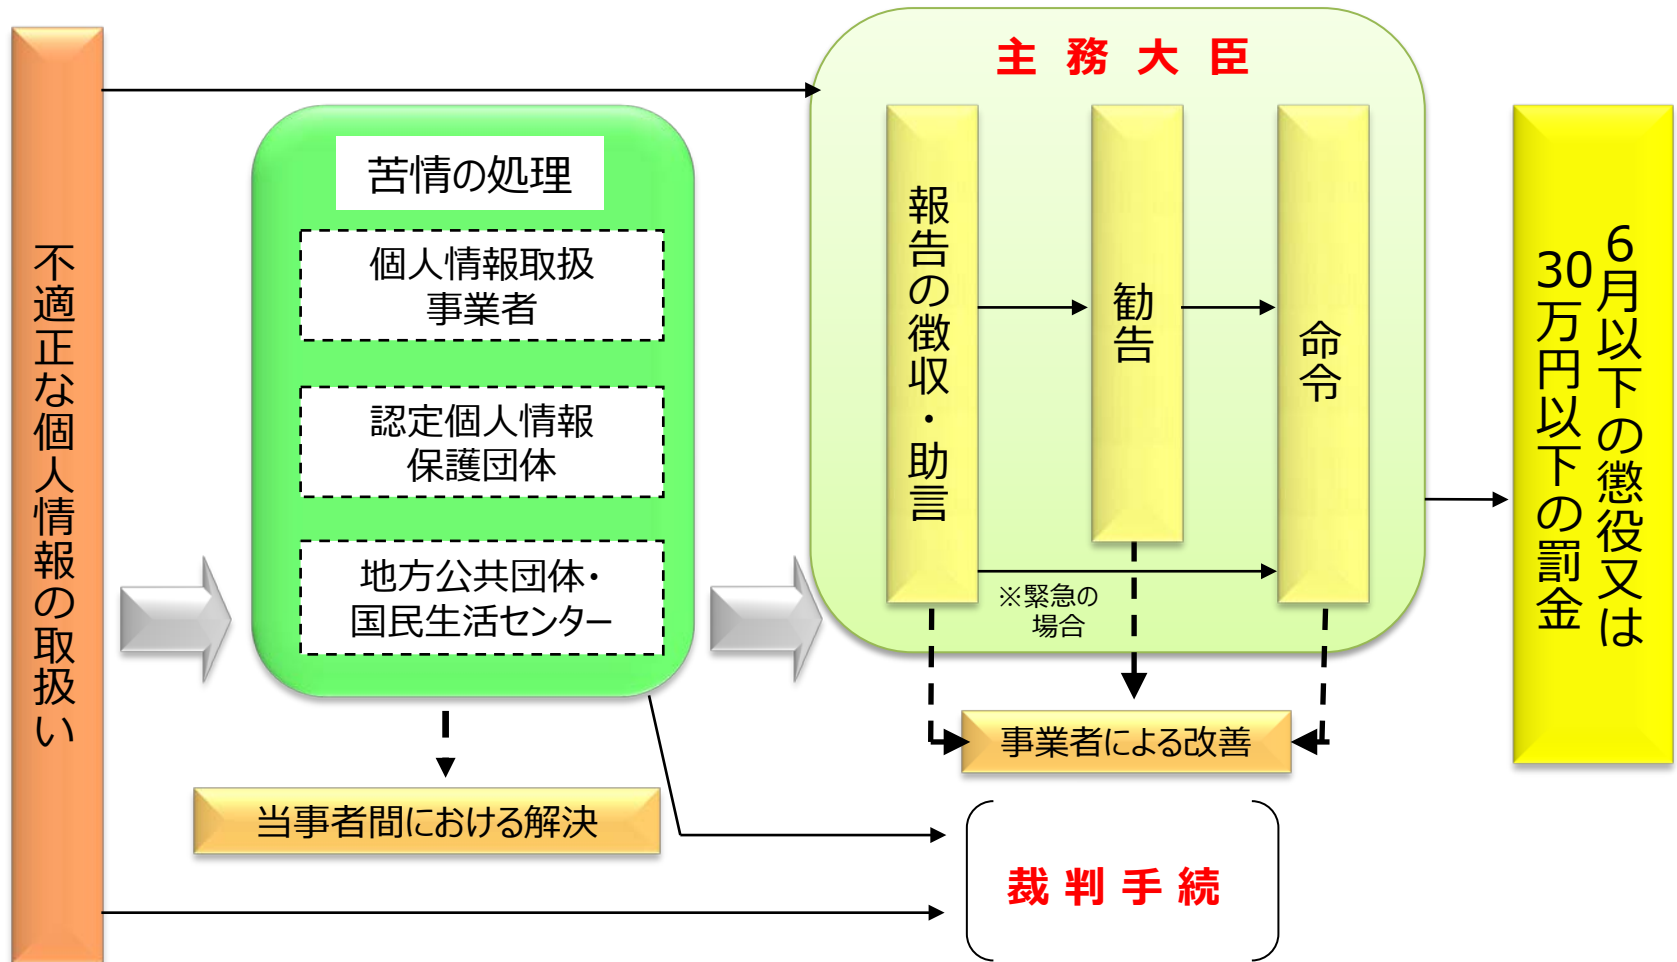 不適正な個人情報の取扱い
苦情の処理
個人情報取扱
事業者
認定個人情報
保護団体
地方公共団体・
国民生活センター
当事者間における解決
主務大臣
報告の徴収・助言
勧告
命令
※緊急の
場合
事業者による改善
裁判手続
6月以下の懲役又は
30万円以下の罰金